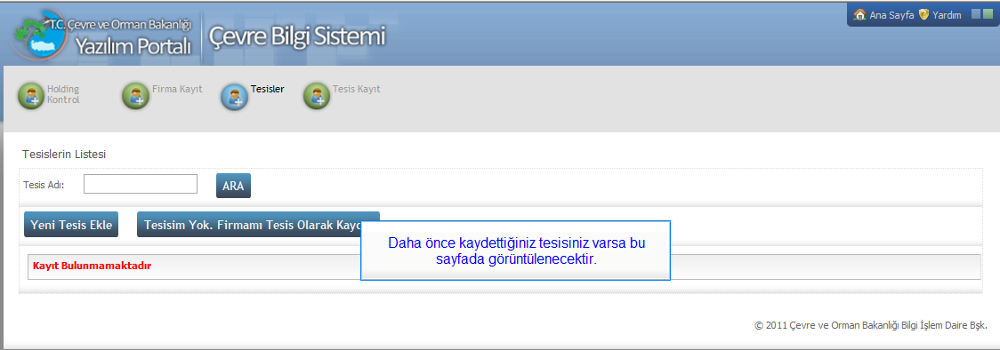 T.C. Çevre ve Orman Bakanlığı
Yazılım Portalı
Çevre Bilgi Sistemi
Ana Sayfa Yardım
Holding
Kontrol
Firma Kayıt
Tesisler
Tesis Kayıt
Tesislerin Listesi
Tesis Adı:
ARA
Yeni Tesis Ekle
Tesisim Yok. Firmamı Tesis Olarak
Daha önce kaydettiğiniz tesisiniz varsa bu
sayfada görüntülenecektir.
Kayıt Bulunmamaktadır
© 2011 Çevre ve Orman Bakanlığı Bilgi İşlem Daire Bşk.